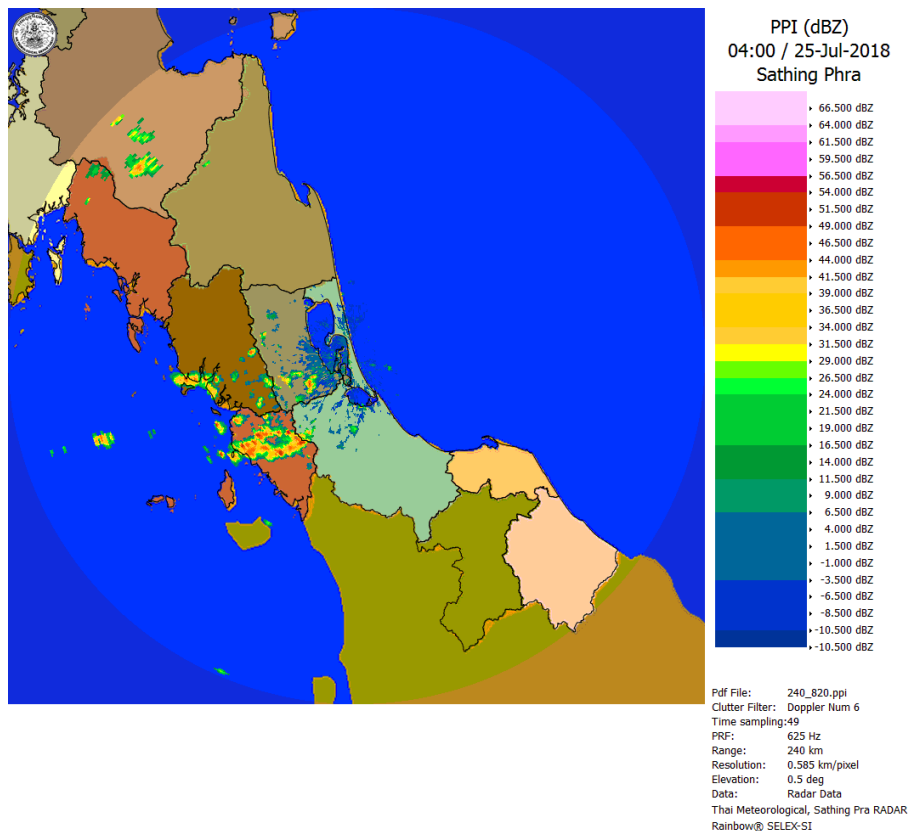 PPI (dBZ)
04:00 / 25-Jul-2018
Sathing Phra
66.500 dBZ
64.000 dBZ
61.500 dBZ
59.500 dBZ
56.500 dBZ
54.000 dBZ
51.500 dBZ
49.000 dBZ
46.500 dBZ
44.000 dBZ
41.500 dBZ
39.000 dBZ
36.500 dBZ
34.000 dBZ
31.500 dBZ
29.000 dBZ
26.500 dBZ
24.000 dBZ
21.500 dBZ
19.000 dBZ
16.500 dBZ
14.000 dBZ
11.500 dBZ
9.000 dBZ
6.500 dBZ
4.000 dBZ
1.500 dBZ
-1.000 dBZ
-3.500 dBZ
-6.500 dBZ
-8.500 dBZ
-10.500 dBZ
-10.500 dBZ
Pdf File: 240_820.ppi
Clutter Filter: Doppler Num 6
Time sampling:49
PRF: 625 Hz
Range: 240 km
Resolution: 0.585 km/pixel
Elevation: 0.5 deg
Data: Radar Data
Thai Meteorological, Sathing Pra RADAR
Rainbow® SELEX-SI